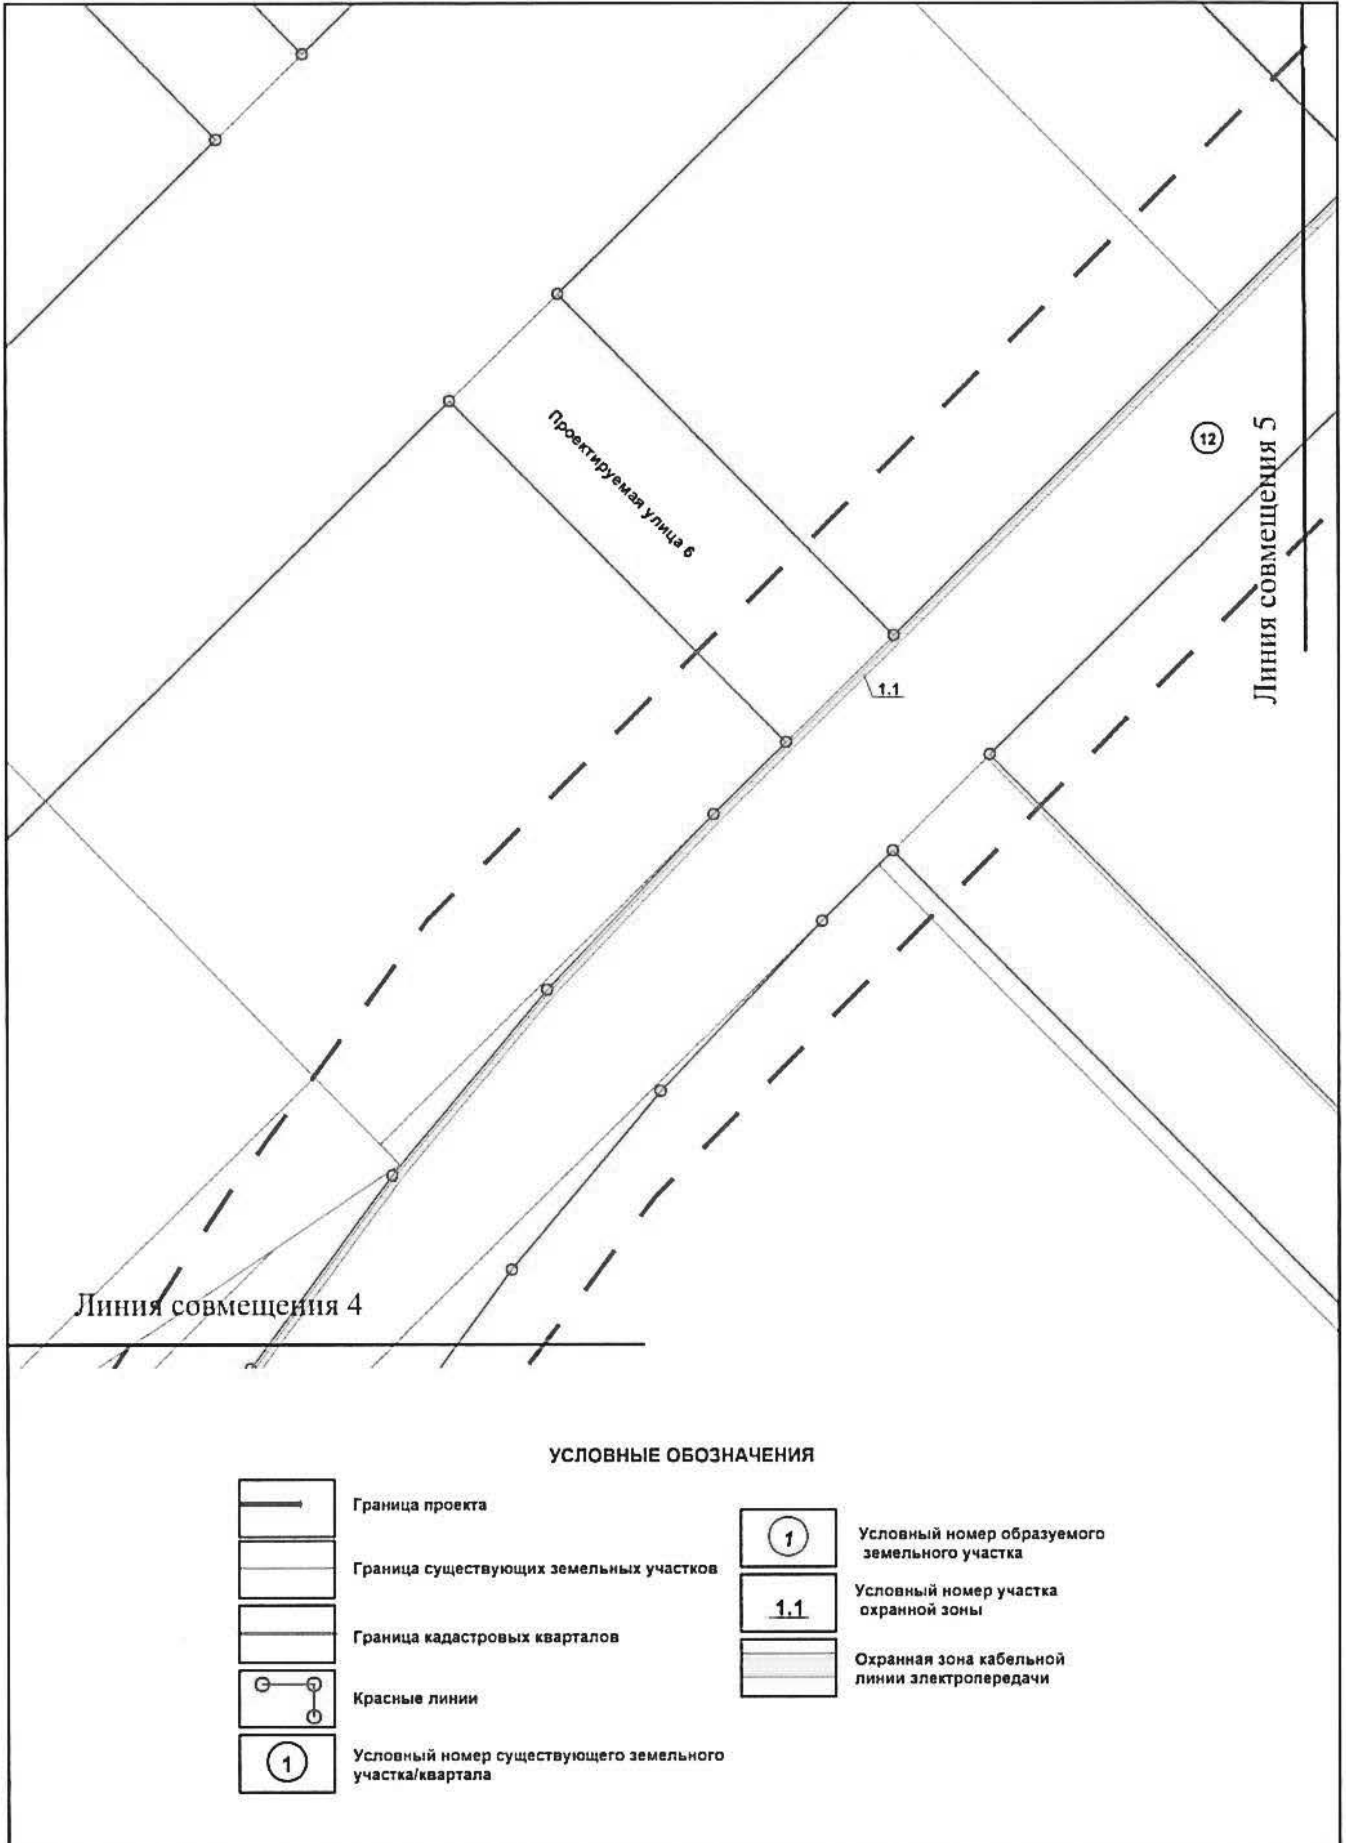 12
Линия совмещения 5
Проектируемая улица 6
1.1
Линия совмещения 4
УСЛОВНЫЕ ОБОЗНАЧЕНИЯ
Граница проекта
Граница существующих земельных участков
Граница кадастровых кварталов
Красные линии
1
Условный номер существующего земельного
участка/квартала
1
Условный номер образуемого
земельного участка
1.1
Условный номер участка
охранной зоны
Охранная зона кабельной
линии электропередачи